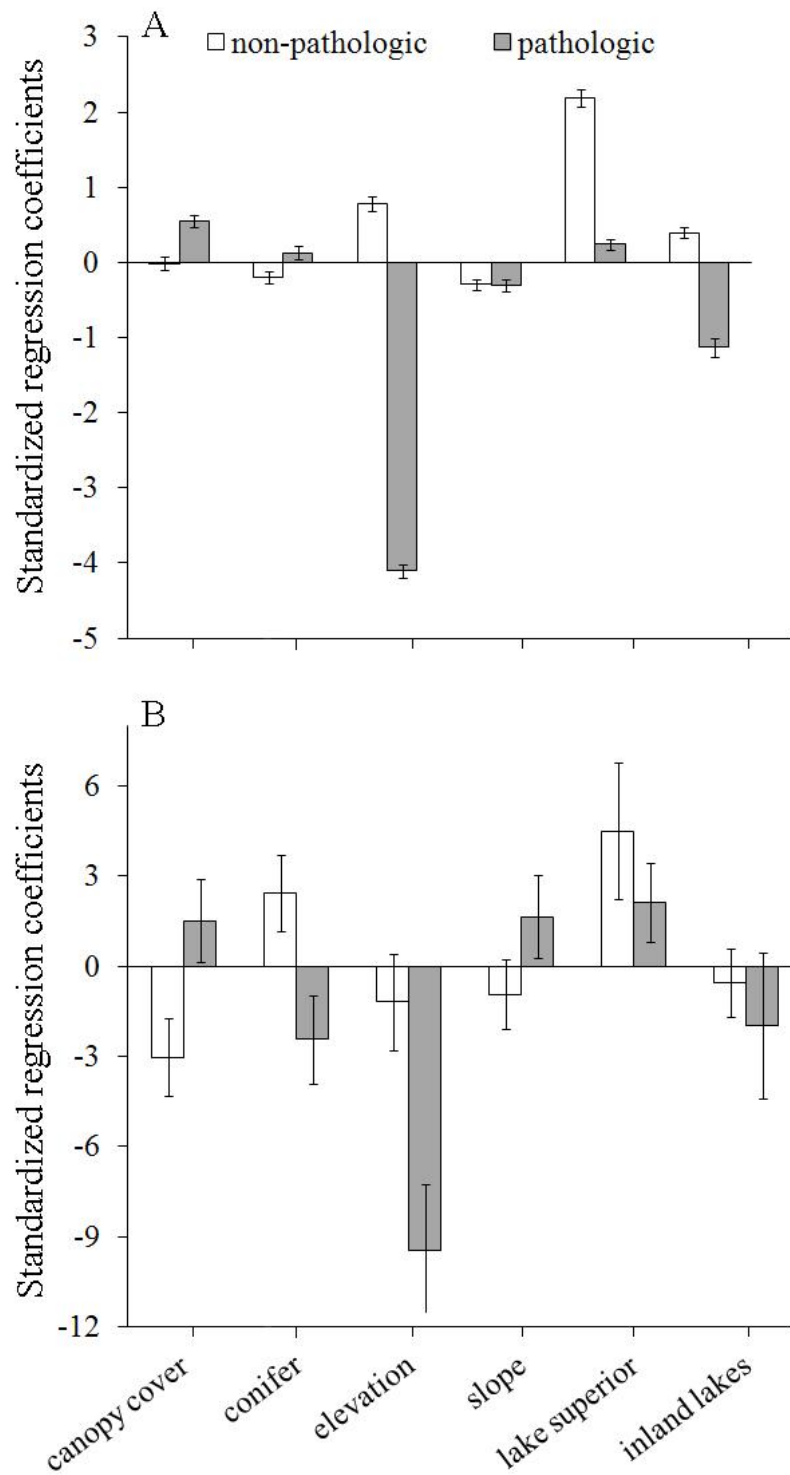 A
non-pathologic pathologic
Standardized regression coefficients
3
2
1
0
-1
-2
-3
-4
-5
B
Standardized regression coefficients
6
3
0
-3
-6
-9
-12
canopy cover
conifer
elevation
slope
lake superior
inland lakes